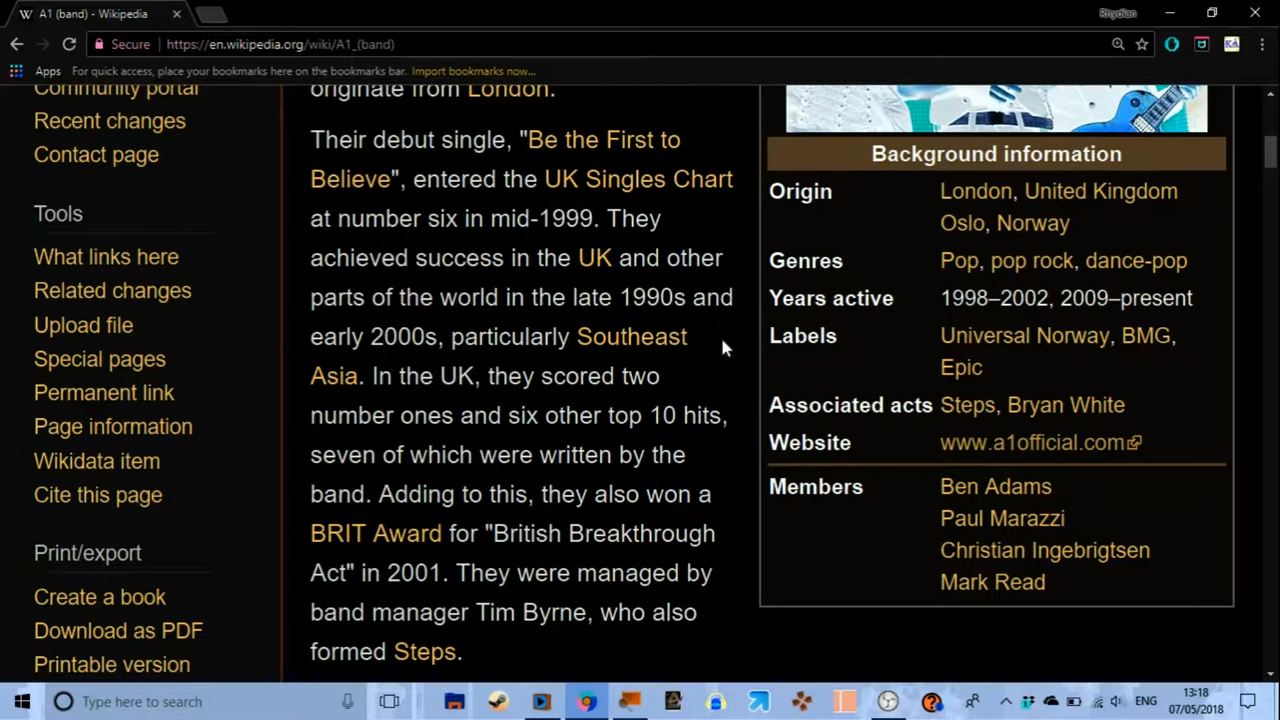 A1 (band) - Wikipedia
Rhydian
Secure
https://en.wikipedia.org/wiki/A1_(band)
Apps
For quick access, place your bookmarks here on the bookmarks bar. Import bookmarks now...
Community portal
Recent changes
Contact page
Tools
What links here
Related changes
Upload file
Special pages
Permanent link
Page information
Wikidata item
Cite this page
Print/export
Create a book
Download as PDF
Printable version
originate from London.
Their debut single, "Be the First to
Believe", entered the UK Singles Chart
at number six in mid-1999. They
achieved success in the UK and other
parts of the world in the late 1990s and
early 2000s, particularly Southeast
Asia. In the UK, they scored two
number ones and six other top 10 hits,
seven of which were written by the
band. Adding to this, they also won a
BRIT Award for "British Breakthrough
Act" in 2001. They were managed by
band manager Tim Byrne, who also
formed Steps.
Background information
Origin London, United Kingdom
Oslo, Norway
Genres Pop, pop rock, dance-pop
Years active 1998–2002, 2009–present
Labels Universal Norway, BMG,
Epic
Associated acts Steps, Bryan White
Website www.a1official.com
Members Ben Adams
Paul Marazzi
Christian Ingebrigtsen
Mark Read
Type here to search
ENG
13:18
07/05/2018